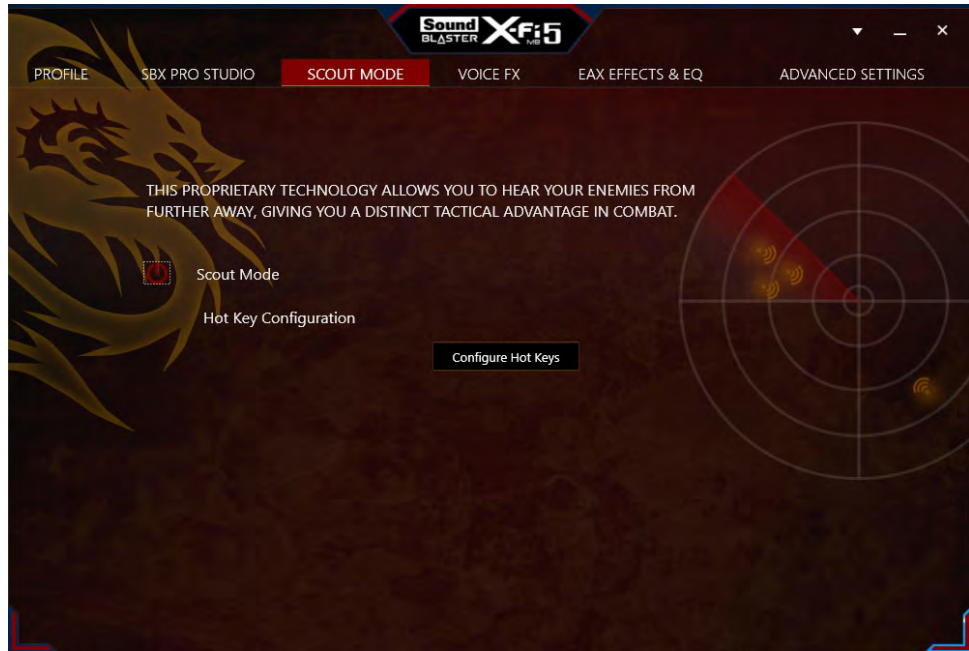 Sound
BLASTER X-Fi MB 5
PROFILE SBX PRO STUDIO SCOUT MODE VOICE FX EAX EFFECTS & EQ ADVANCED SETTINGS
THIS PROPRIETARY TECHNOLOGY ALLOWS YOU TO HEAR YOUR ENEMIES FROM
FURTHER AWAY, GIVING YOU A DISTINCT TACTICAL ADVANTAGE IN COMBAT.
Scout Mode
Hot Key Configuration
Configure Hot Keys